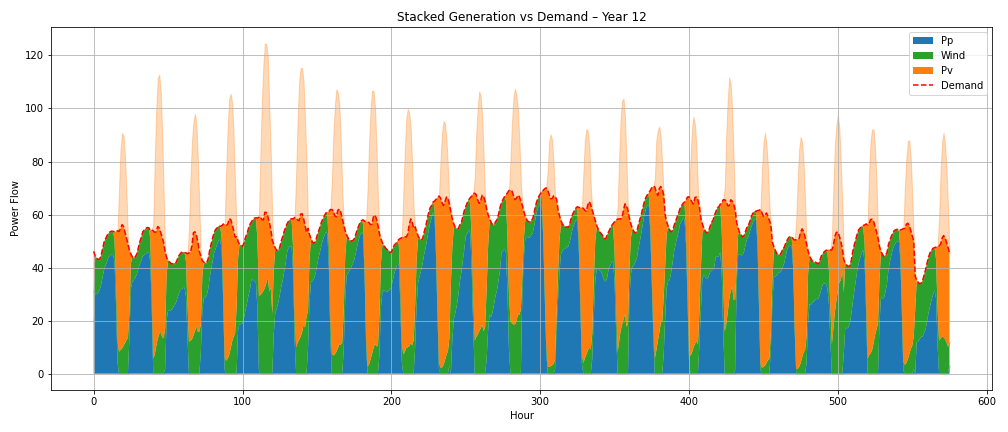 Stacked Generation vs Demand – Year 12
Pp
Wind
Pv
Demand
Power Flow
120
100
80
60
40
20
0
0 100 200 300 400 500 600
Hour